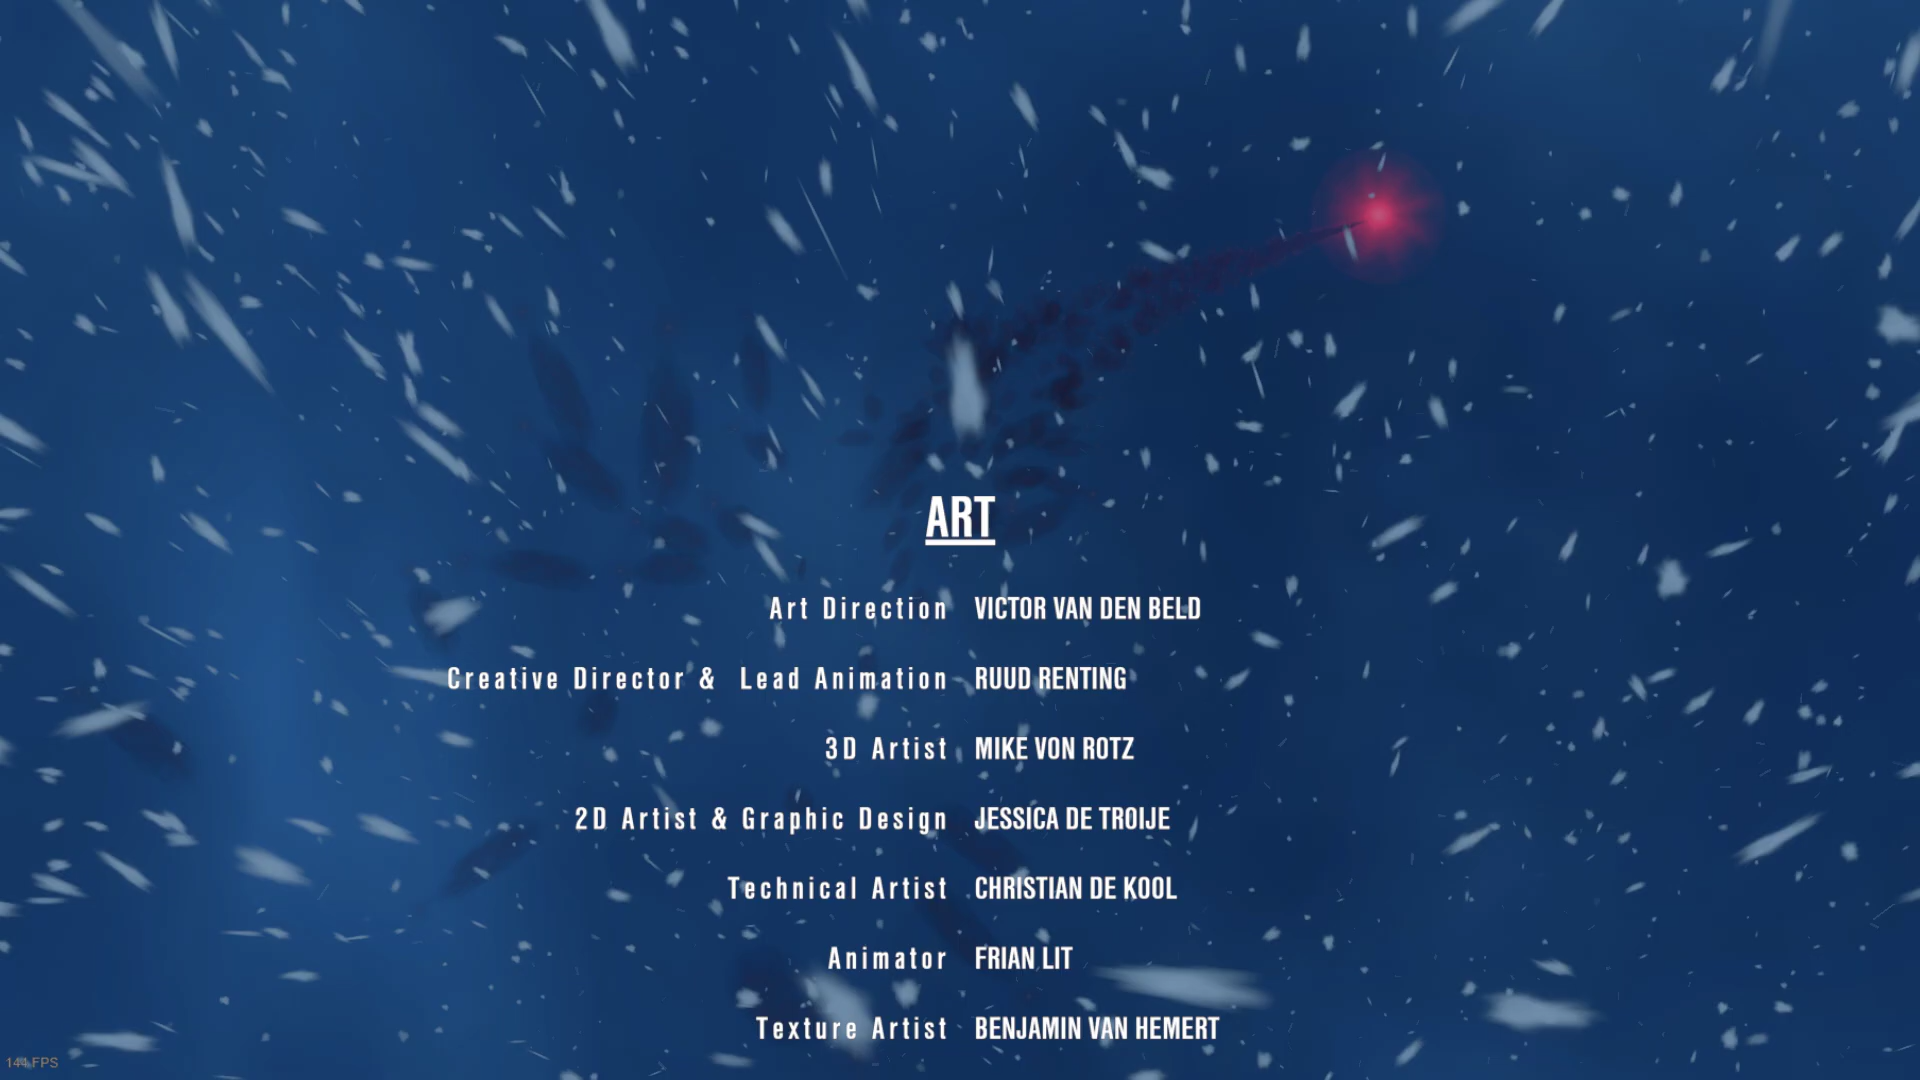 ART
Art Direction VICTOR VAN DEN BELD
Creative Director & Lead Animation RUUD RENTING
3D Artist MIKE VON ROTZ
2D Artist & Graphic Design JESSICA DE TROIJE
Technical Artist CHRISTIAN DE KOOL
Animator FRIAN LIT
Texture Artist BENJAMIN VAN HEMERT
144 FPS